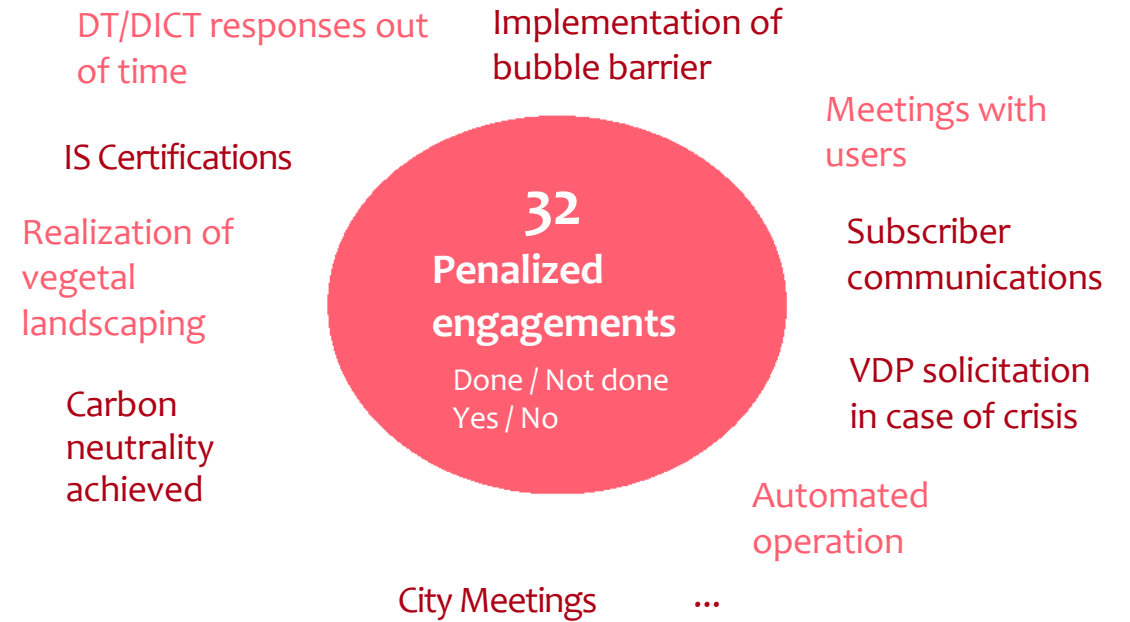 DT/DICT responses out
of time
Implementation of
bubble barrier
Meetings with
users
IS Certifications
32
Penalized
engagements
Done / Not done
Yes / No
Realization of
vegetal
landscaping
Subscriber
communications
VDP solicitation
in case of crisis
Carbon
neutrality
achieved
Automated
operation
City Meetings
...